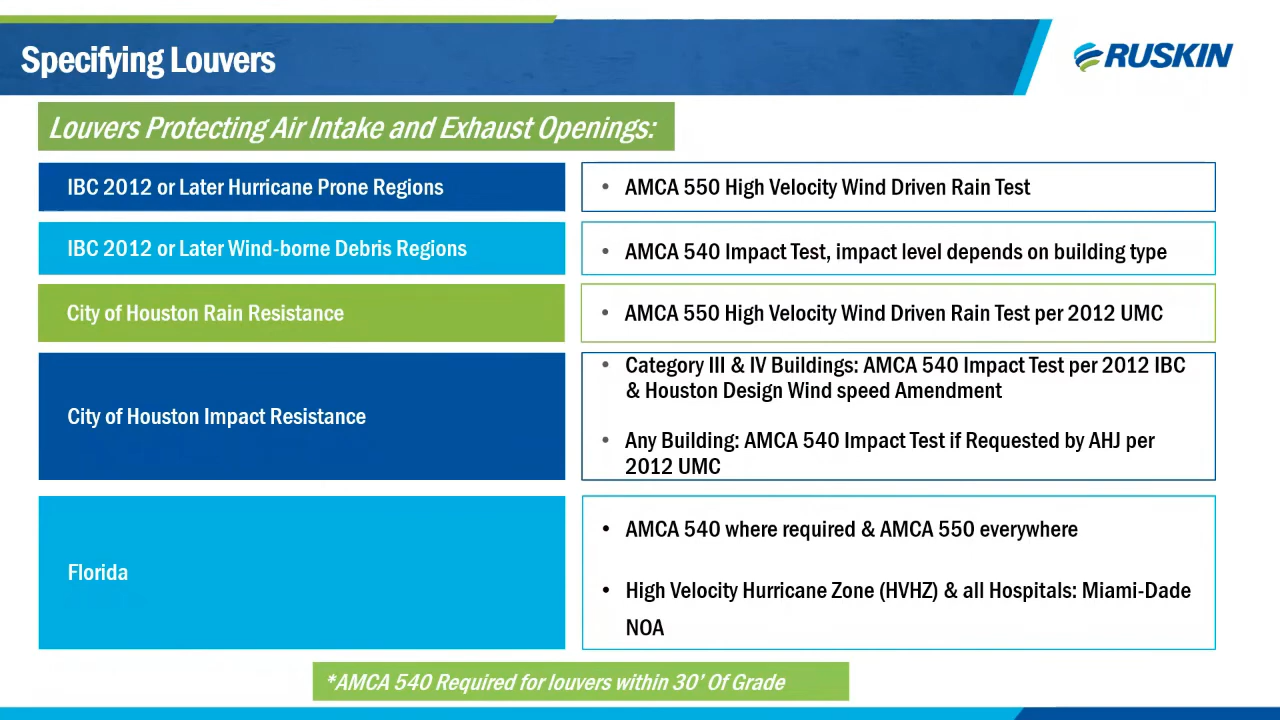 Specifying Louvers
RUSKIN
Louvers Protecting Air Intake and Exhaust Openings:
IBC 2012 or Later Hurricane Prone Regions
• AMCA 550 High Velocity Wind Driven Rain Test
IBC 2012 or Later Wind-borne Debris Regions
• AMCA 540 Impact Test, impact level depends on building type
City of Houston Rain Resistance
• AMCA 550 High Velocity Wind Driven Rain Test per 2012 UMC
City of Houston Impact Resistance
• Category III & IV Buildings: AMCA 540 Impact Test per 2012 IBC
& Houston Design Wind speed Amendment
• Any Building: AMCA 540 Impact Test if Requested by AHJ per
2012 UMC
Florida
• AMCA 540 where required & AMCA 550 everywhere
• High Velocity Hurricane Zone (HVHZ) & all Hospitals: Miami-Dade
NOA
*AMCA 540 Required for louvers within 30’ Of Grade